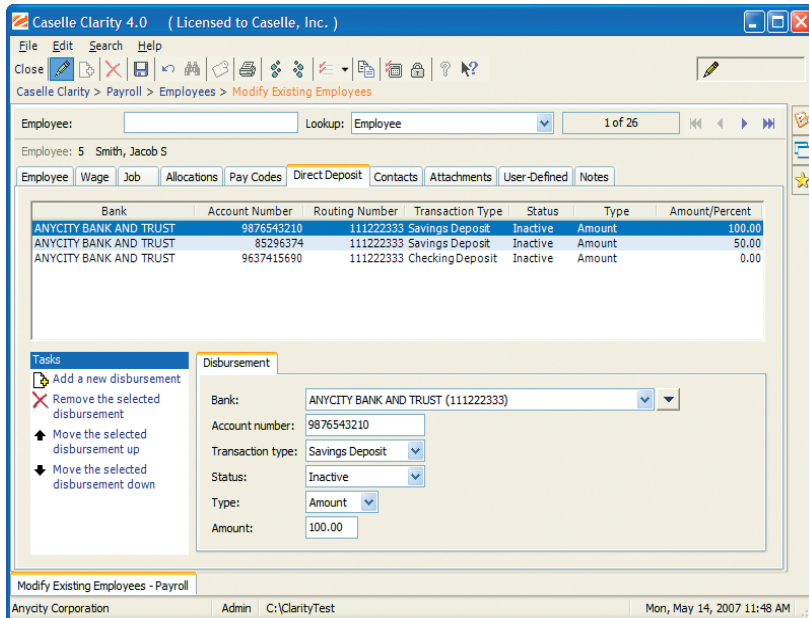 Caselle Clarity 4.0 ( Licensed to Caselle, Inc. )
File Edit Search Help
Close
Caselle Clarity > Payroll > Employees > Modify Existing Employees
Employee: Lookup: Employee 1 of 26
Employee: 5 Smith, Jacob S
Employee Wage Job Allocations Pay Codes Direct Deposit Contacts Attachments User-Defined Notes
Bank Account Number Routing Number Transaction Type Status Type Amount/Percent
ANYCITY BANK AND TRUST 9876543210 111222333 Savings Deposit Inactive Amount 100.00
ANYCITY BANK AND TRUST 85296374 111222333 Savings Deposit Inactive Amount 50.00
ANYCITY BANK AND TRUST 9637415690 111222333 Checking Deposit Inactive Amount 0.00
Tasks
Add a new disbursement
Remove the selected
disbursement
Move the selected
disbursement up
Move the selected
disbursement down
Disbursement
Bank: ANYCITY BANK AND TRUST (111222333)
Account number: 9876543210
Transaction type: Savings Deposit
Status: Inactive
Type: Amount
Amount: 100.00
Modify Existing Employees - Payroll
Anycity Corporation Admin C:\ClarityTest Mon, May 14, 2007 11:48 AM